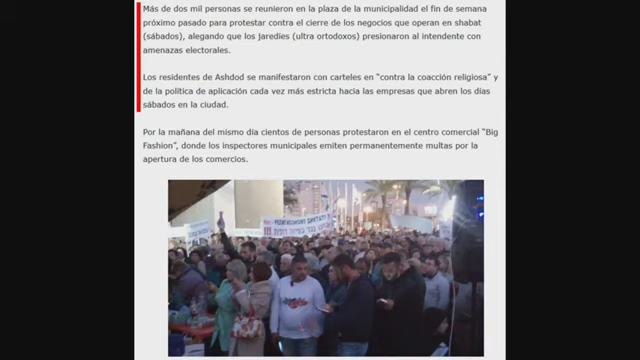 Más de dos mil personas se reunieron en la plaza de la municipalidad el fin de semana
próximo pasado para protestar contra el cierre de los negocios que operan en shabat
(sábados), alegando que los jaredíes (ultra ortodoxos) presionaron al intendente con
amenazas electorales.
Los residentes de Ashdod se manifestaron con carteles en “contra la coacción religiosa” y
de la política de aplicación cada vez más estricta hacia las empresas que abren los días
sábados en la ciudad.
Por la mañana del mismo día cientos de personas protestaron en el centro comercial “Big
Fashion”, donde los inspectores municipales emiten permanentemente multas por la
apertura de los comercios.